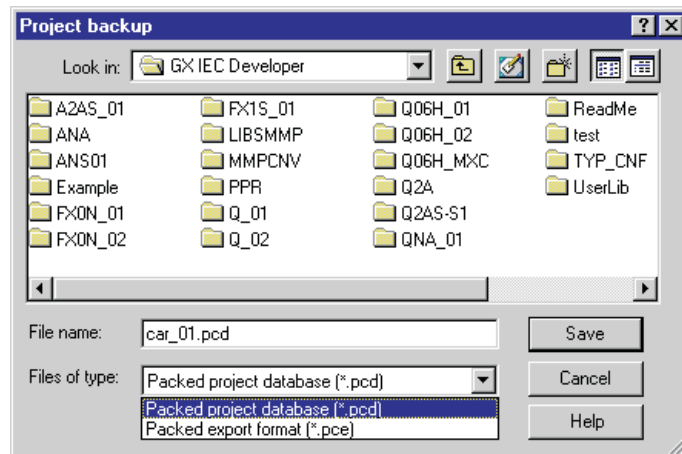 Project backup
Look in: GX IEC Developer
A2AS_01 FX1S_01 Q06H_01 ReadMe
ANA LIBSMMP Q06H_02 test
ANS01 MMPCNV Q06H_MXC TYP_CNF
Example PPR Q2A UserLib
FX0N_01 Q_01 Q2AS-S1
FX0N_02 Q_02 QNA_01
File name: car_01.pcd Save
Files of type: Packed project database (*.pcd) Cancel
Packed project database (*.pcd)
Packed export format (*.pce) Help